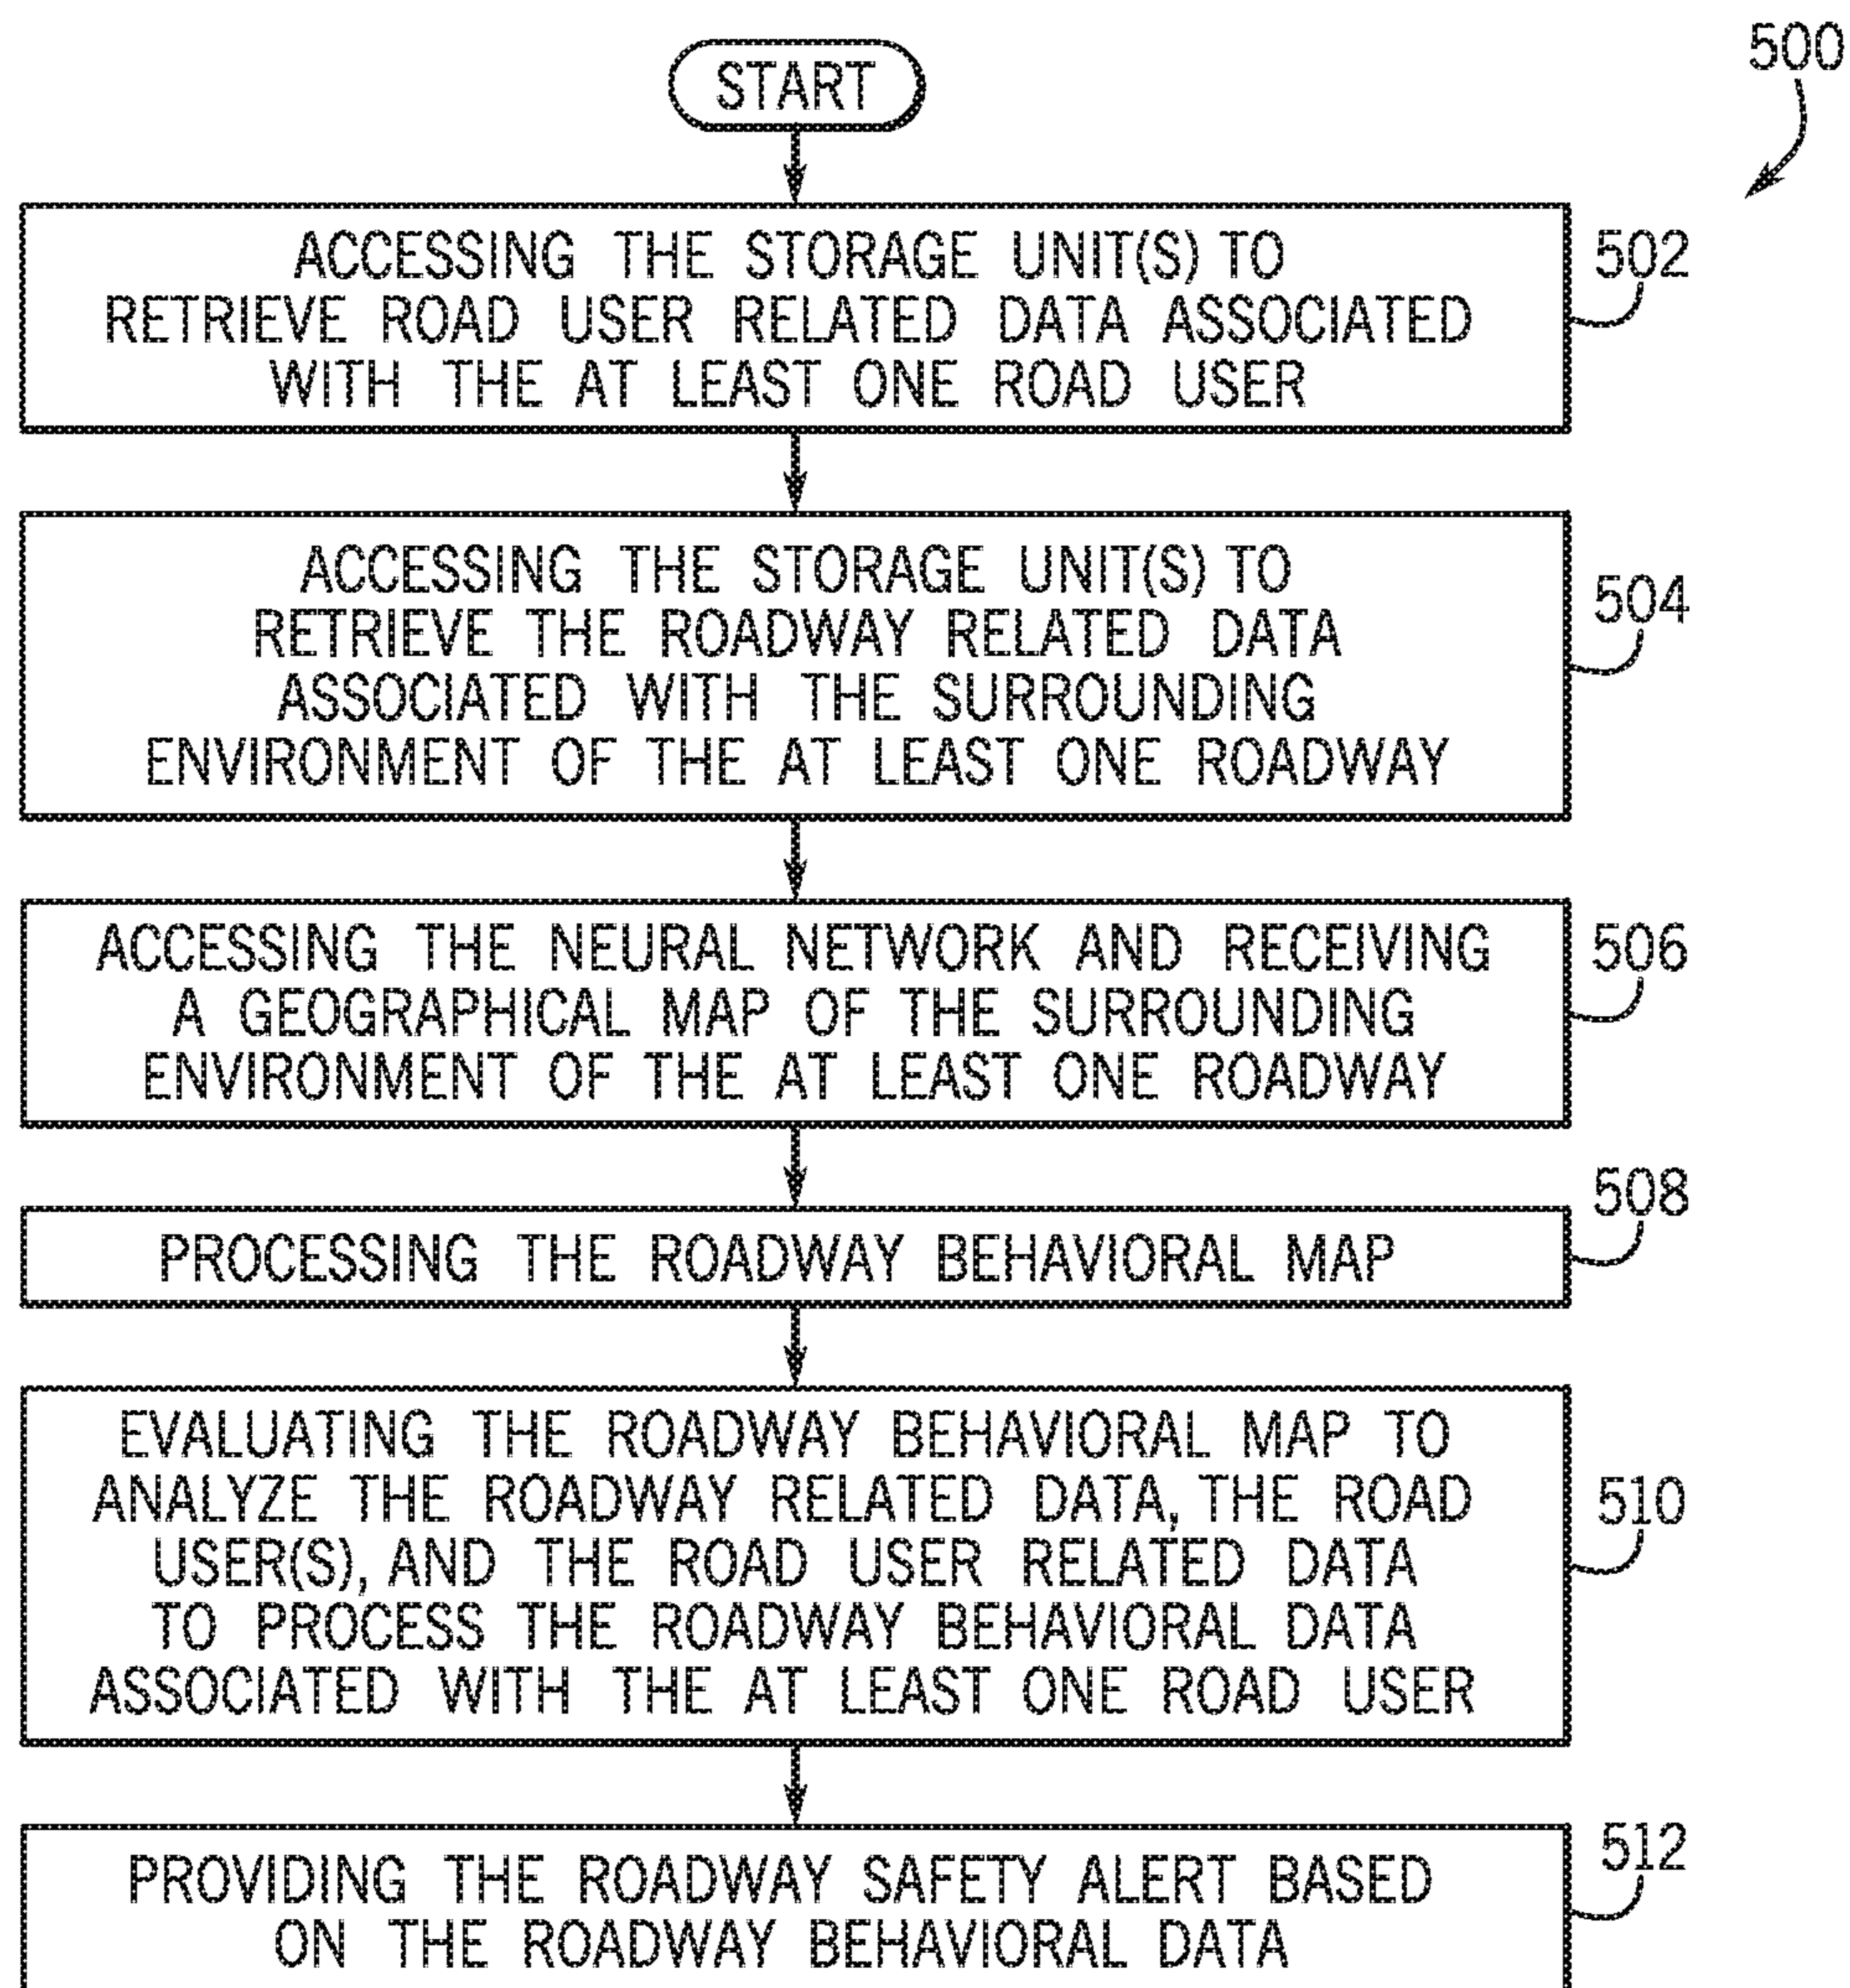 START
500
ACCESSING THE STORAGE UNIT(S) TO
RETRIEVE ROAD USER RELATED DATA ASSOCIATED
WITH THE AT LEAST ONE ROAD USER
502
ACCESSING THE STORAGE UNIT(S) TO
RETRIEVE THE ROADWAY RELATED DATA
ASSOCIATED WITH THE SURROUNDING
ENVIRONMENT OF THE AT LEAST ONE ROADWAY
504
ACCESSING THE NEURAL NETWORK AND RECEIVING
A GEOGRAPHICAL MAP OF THE SURROUNDING
ENVIRONMENT OF THE AT LEAST ONE ROADWAY
506
PROCESSING THE ROADWAY BEHAVIORAL MAP
508
EVALUATING THE ROADWAY BEHAVIORAL MAP TO
ANALYZE THE ROADWAY RELATED DATA, THE ROAD
USER(S), AND THE ROAD USER RELATED DATA
TO PROCESS THE ROADWAY BEHAVIORAL DATA
ASSOCIATED WITH THE AT LEAST ONE ROAD USER
510
PROVIDING THE ROADWAY SAFETY ALERT BASED
ON THE ROADWAY BEHAVIORAL DATA
512